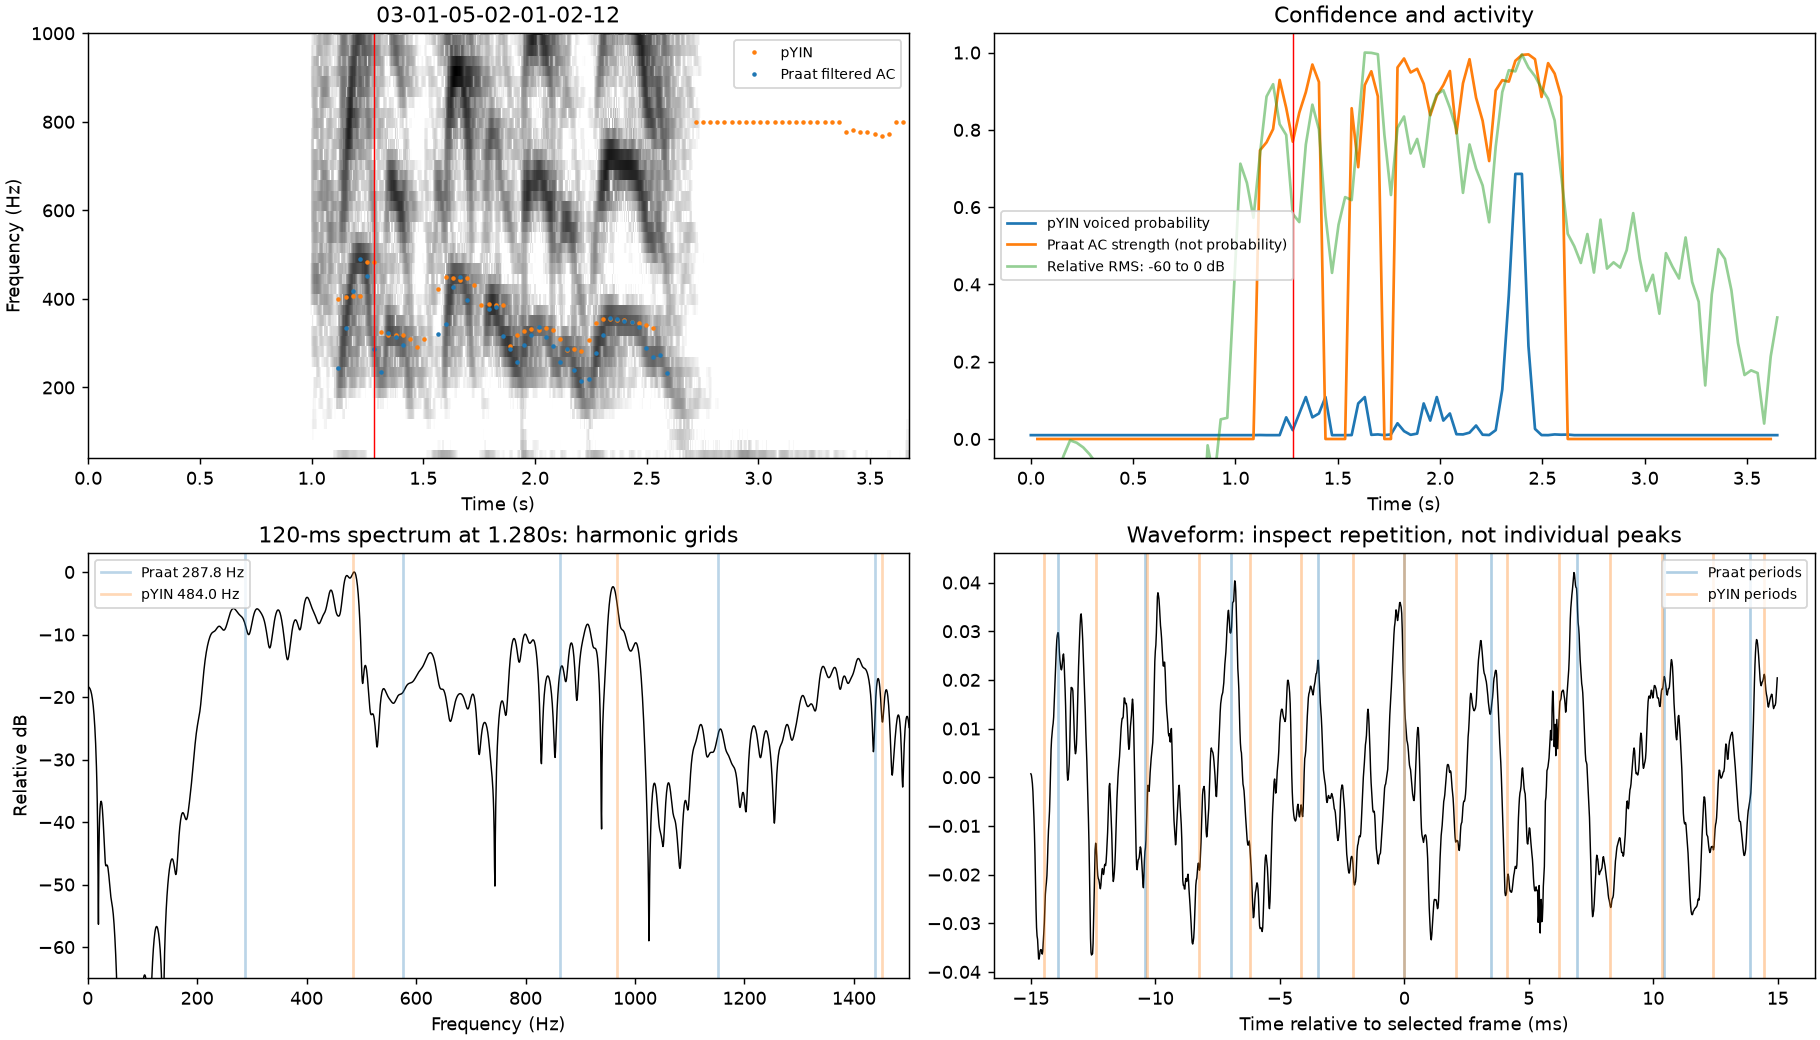 03-01-05-02-01-02-12
1000
800
600
400
200
Frequency (Hz)
0.0 0.5 1.0 1.5 2.0 2.5 3.0 3.5
Time (s)
pYIN
Praat filtered AC
Confidence and activity
1.0
0.8
0.6
0.4
0.2
0.0
pYIN voiced probability
Praat AC strength (not probability)
Relative RMS: -60 to 0 dB
0.0 0.5 1.0 1.5 2.0 2.5 3.0 3.5
Time (s)
120-ms spectrum at 1.280s: harmonic grids
0
−10
−20
−30
−40
−50
−60
Relative dB
Praat 287.8 Hz
pYIN 484.0 Hz
0 200 400 600 800 1000 1200 1400
Frequency (Hz)
Waveform: inspect repetition, not individual peaks
0.04
0.03
0.02
0.01
0.00
−0.01
−0.02
−0.03
−0.04
Praat periods
pYIN periods
−15 −10 −5 0 5 10 15
Time relative to selected frame (ms)